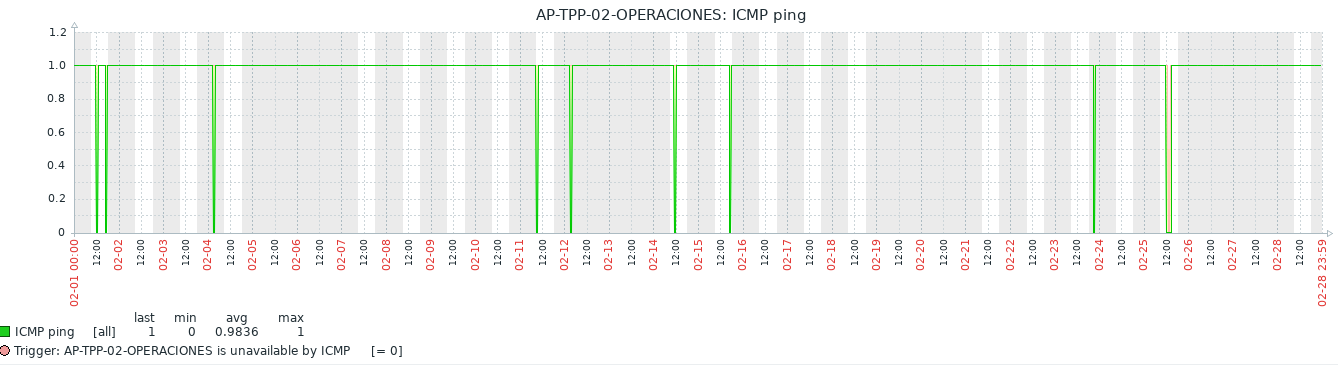 AP-TPP-02-OPERACIONES: ICMP ping
1.2
1.0
0.8
0.6
0.4
0.2
0
02-01 00:00 12:00 02-02 12:00 02-03 12:00 02-04 12:00 02-05 12:00 02-06 12:00 02-07 12:00 02-08 12:00 02-09 12:00 02-10 12:00 02-11 12:00 02-12 12:00 02-13 12:00 02-14 12:00 02-15 12:00 02-16 12:00 02-17 12:00 02-18 12:00 02-19 12:00 02-20 12:00 02-21 12:00 02-22 12:00 02-23 12:00 02-24 12:00 02-25 12:00 02-26 12:00 02-27 12:00 02-28 12:00 02-28 23:59
last min avg max
ICMP ping [all] 1 0 0.9836 1
Trigger: AP-TPP-02-OPERACIONES is unavailable by ICMP [= 0]